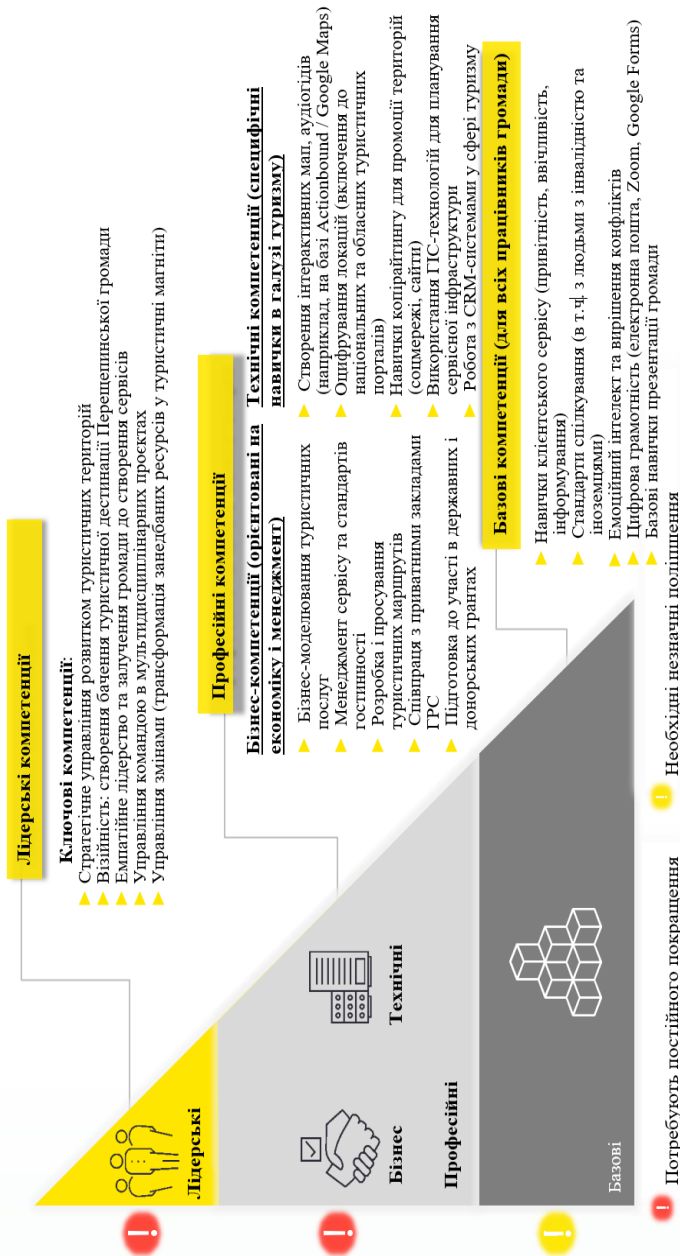 Лідерські компетенції
Ключові компетенції:
Стратегічне управління розвитком туристичних територій
Візійність: створення бачення туристичної дестинації Перещепинської громади
Емпатійне лідерство та залучення громади до створення сервісів
Управління командою в мультидисциплінарних проєктах
Управління змінами (трансформація занедбаних ресурсів у туристичні магніти)
Професійні компетенції
Бізнес-компетенції (орієнтовані на
економіку і менеджмент)
Бізнес-моделювання туристичних
послуг
Менеджмент сервісу та стандартів
гостинності
Розробка і просування
туристичних маршрутів
Співпраця з приватними закладами
ГРС
Підготовка до участі в державних і
донорських грантах
Технічні компетенції (специфічні
навички в галузі туризму)
Створення інтерактивних мап, аудіогідів
(наприклад, на базі Actionbound / Google Maps)
Оцифрування локацій (включення до
національних та обласних туристичних
порталів)
Навички копірайтингу для промоції територій
(соцмережі, сайти)
Використання ГІС-технологій для планування
сервісної інфраструктури
Робота з CRM-системами у сфері туризму
Базові компетенції (для всіх працівників громади)
Навички клієнтського сервісу (привітність, ввічливість,
інформування)
Стандарти спілкування (в т.ч| з людьми з інвалідністю та
іноземцями)
Емоційний інтелект та вирішення конфліктів
Цифрова грамотність (електронна пошта, Zoom, Google Forms)
Базові навички презентації громади
!
Лідерські
!
Бізнес
Технічні
Професійні
!
Базові
! Потребують постійного покращення
! Необхідні незначні поліпшення